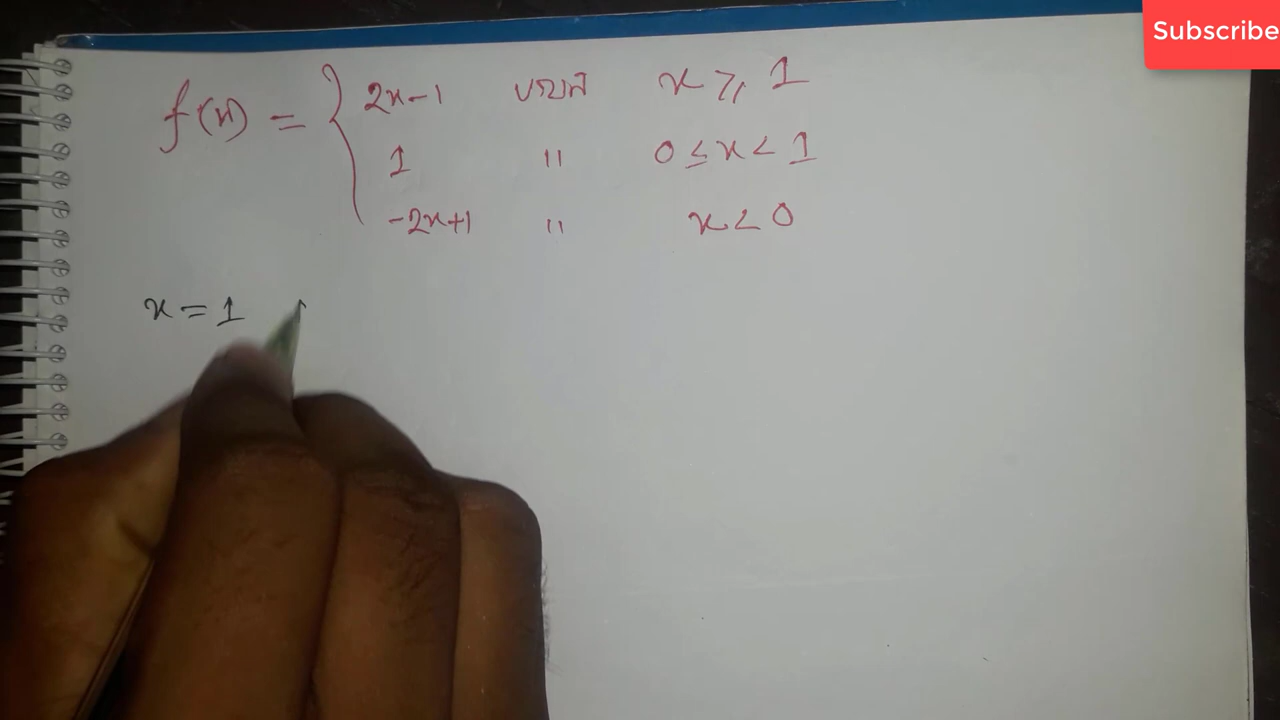 Subscribe
f(x) = { 2x-1 যখন x ⩾ 1
1 " 0 ≤ x < 1
-2x+1 " x < 0
x = 1